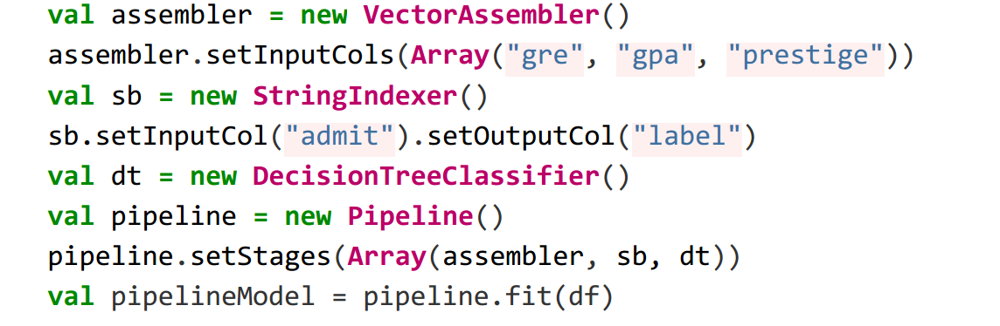 val assembler = new VectorAssembler()
assembler.setInputCols(Array("gre", "gpa", "prestige"))
val sb = new StringIndexer()
sb.setInputCol("admit").setOutputCol("label")
val dt = new DecisionTreeClassifier()
val pipeline = new Pipeline()
pipeline.setStages(Array(assembler, sb, dt))
val pipelineModel = pipeline.fit(df)